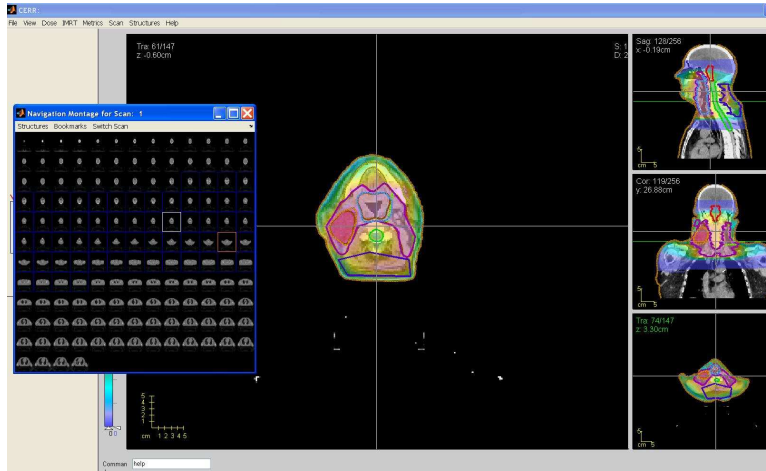 CERR:
File View Dose IMRT Metrics Scan Structures Help
Tra: 61/147
z: -0.60cm
S: 1
D: 2
Sag: 128/256
x: -0.19cm
5
cm 5
Navigation Montage for Scan: 1
Structures Bookmarks Switch Scan
Cor: 119/256
y: 26.88cm
5
cm 5
Tra: 74/147
z: 3.30cm
5
cm 5
5
4
3
2
1
cm 1 2 3 4 5
Comman
help